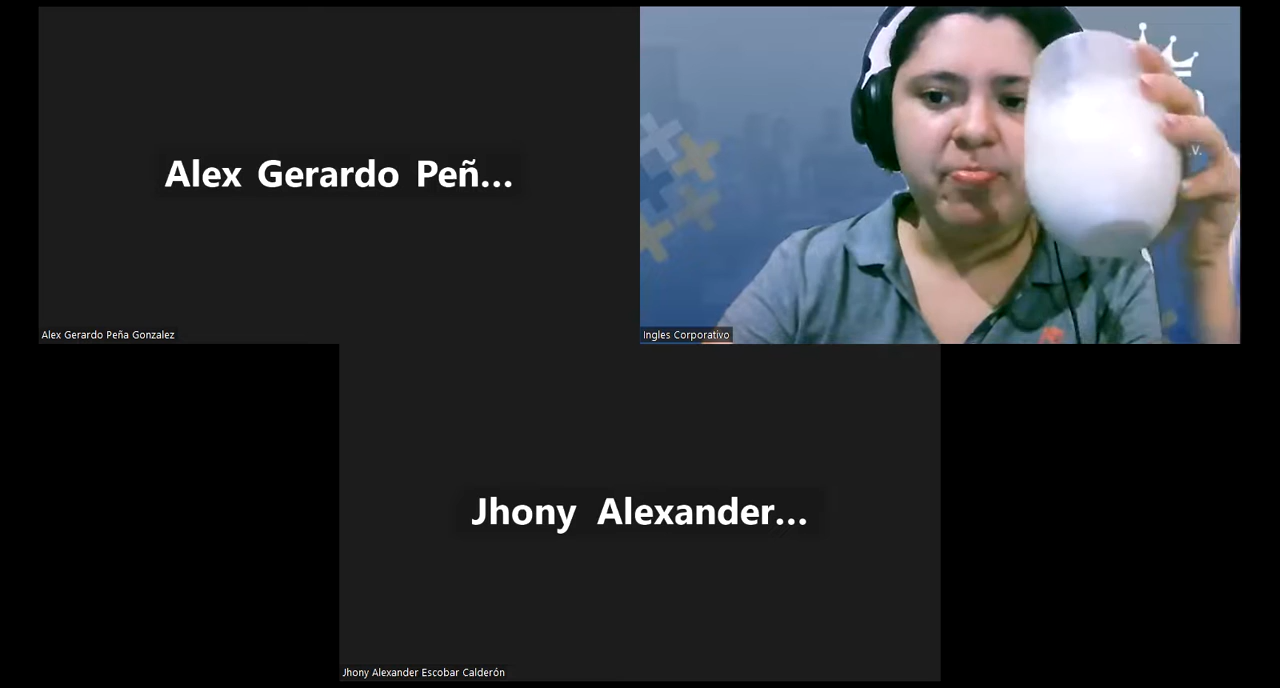 Alex Gerardo Peñ...
Alex Gerardo Peña Gonzalez
V.
Ingles Corporativo
Jhony Alexander...
Jhony Alexander Escobar Calderón